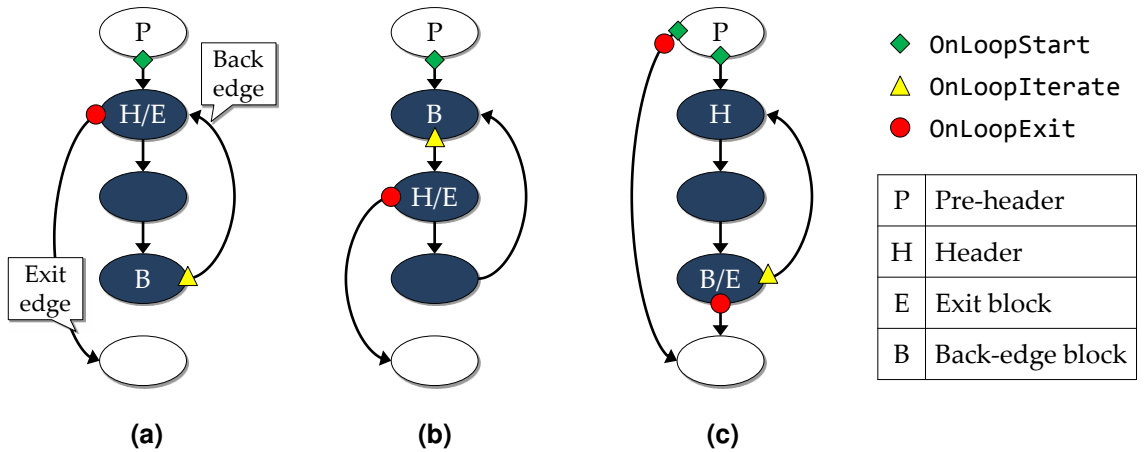 P
Back
edge
H/E
B
Exit
edge
(a)
P
B
H/E
(b)
P
H
B/E
(c)
OnLoopStart
OnLoopIterate
OnLoopExit
P Pre-header
H Header
E Exit block
B Back-edge block